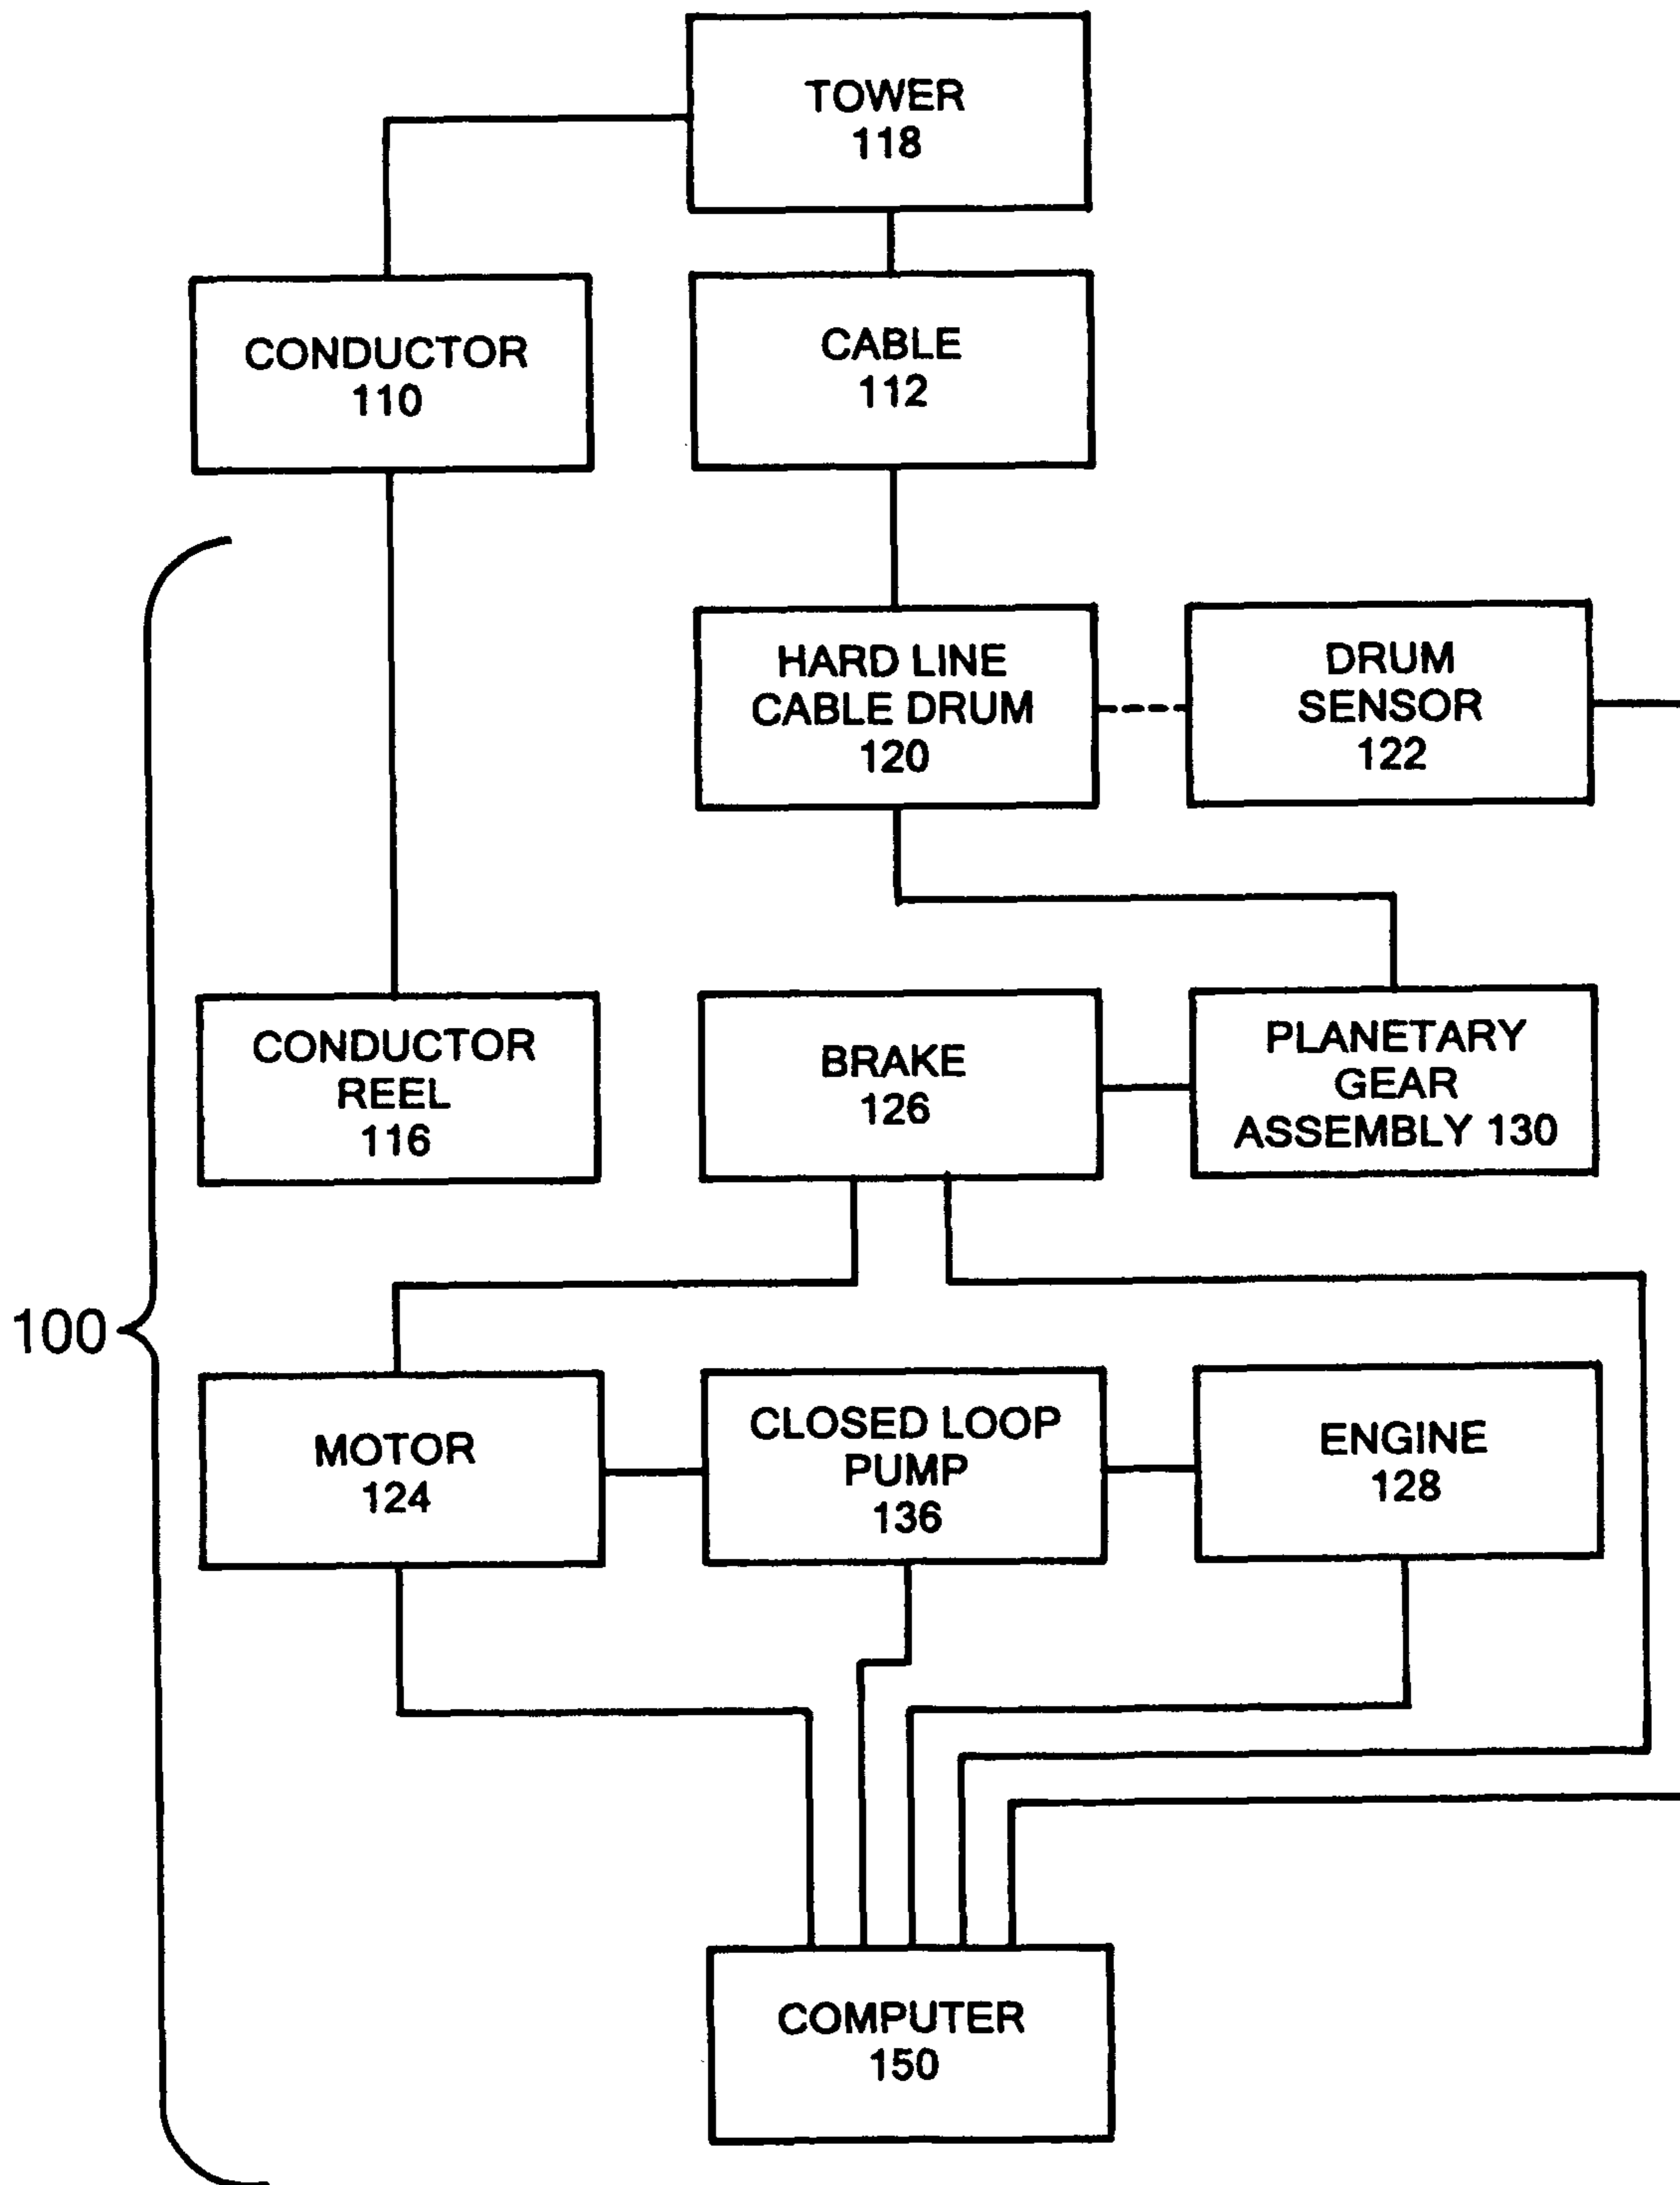 TOWER
118
CONDUCTOR
110
CABLE
112
HARD LINE
CABLE DRUM
120
DRUM
SENSOR
122
CONDUCTOR
REEL
116
BRAKE
126
PLANETARY
GEAR
ASSEMBLY 130
100
MOTOR
124
CLOSED LOOP
PUMP
136
ENGINE
128
COMPUTER
150